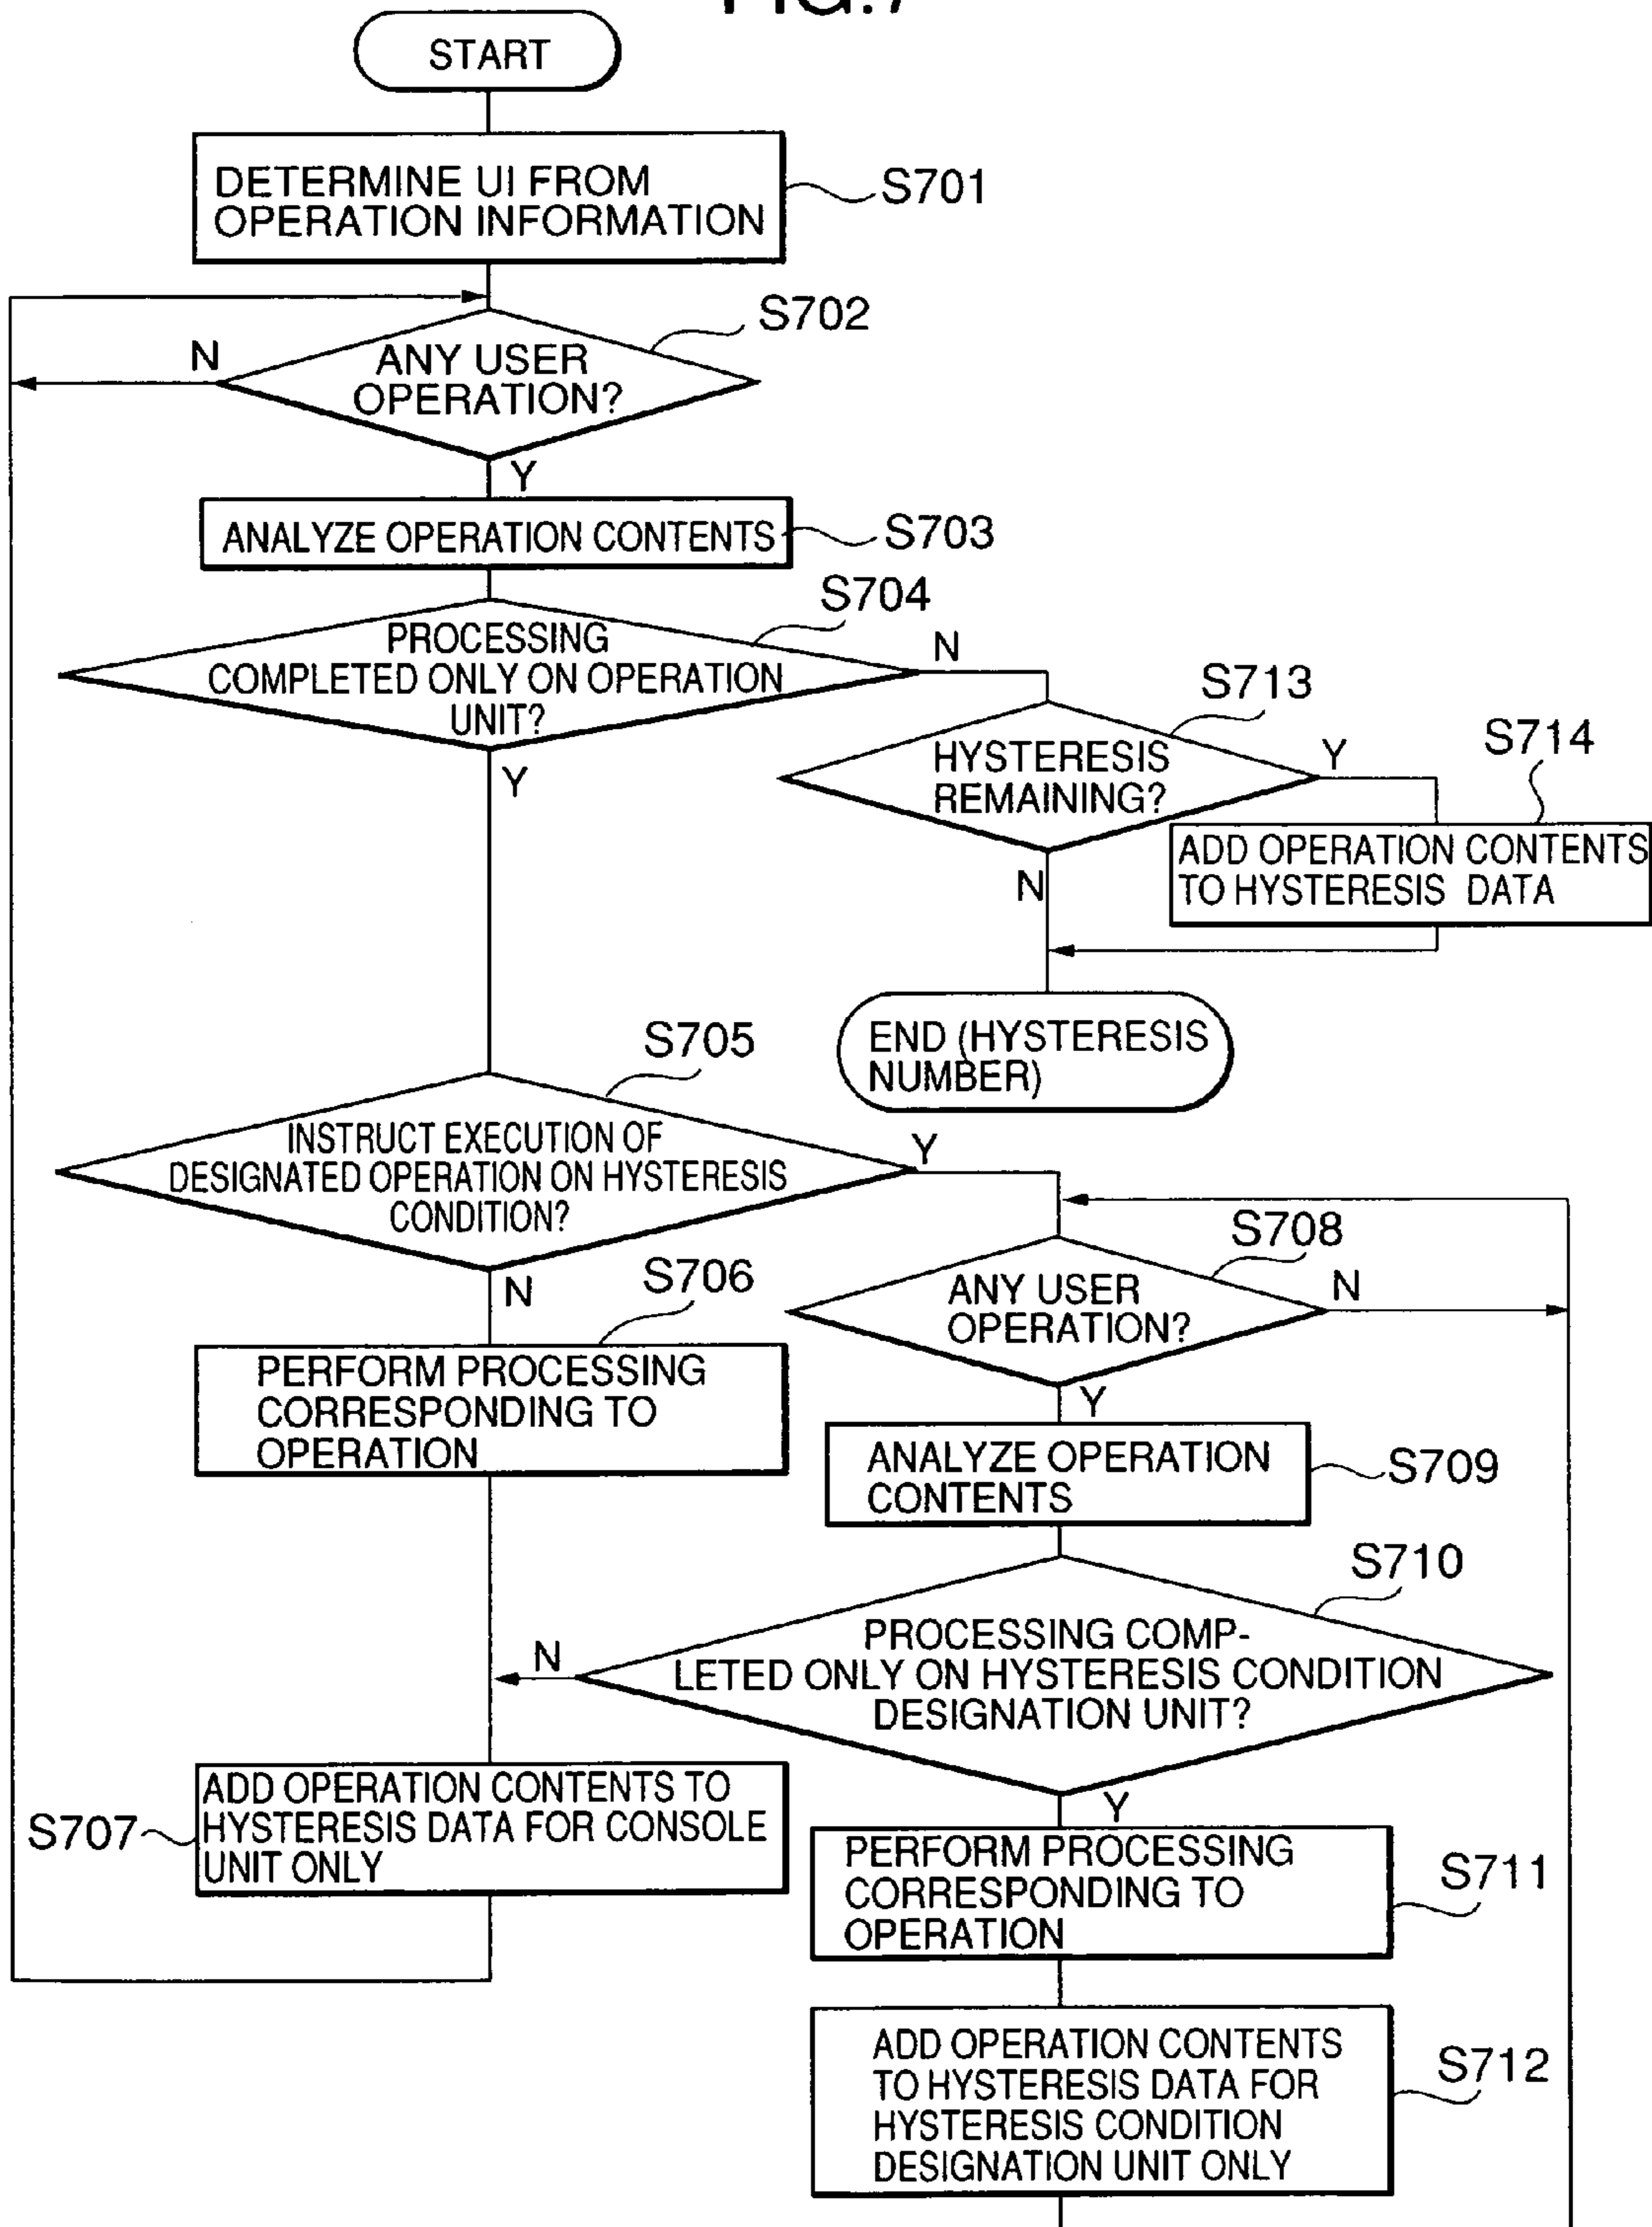 FIG.7
START
DETERMINE UI FROM
OPERATION INFORMATION
S701
S702
ANY USER
OPERATION?
N
Y
ANALYZE OPERATION CONTENTS
S703
S704
PROCESSING
COMPLETED ONLY ON OPERATION
UNIT?
N
Y
S713
HYSTERESIS
REMAINING?
Y
N
S714
ADD OPERATION CONTENTS
TO HYSTERESIS DATA
END (HYSTERESIS
NUMBER)
S705
INSTRUCT EXECUTION OF
DESIGNATED OPERATION ON HYSTERESIS
CONDITION?
Y
N
S706
PERFORM PROCESSING
CORRESPONDING TO
OPERATION
S708
ANY USER
OPERATION?
N
Y
ANALYZE OPERATION
CONTENTS
S709
S710
PROCESSING COMP-
LETED ONLY ON HYSTERESIS CONDITION
DESIGNATION UNIT?
N
Y
S707
ADD OPERATION CONTENTS TO
HYSTERESIS DATA FOR CONSOLE
UNIT ONLY
PERFORM PROCESSING
CORRESPONDING TO
OPERATION
S711
ADD OPERATION CONTENTS
TO HYSTERESIS DATA FOR
HYSTERESIS CONDITION
DESIGNATION UNIT ONLY
S712